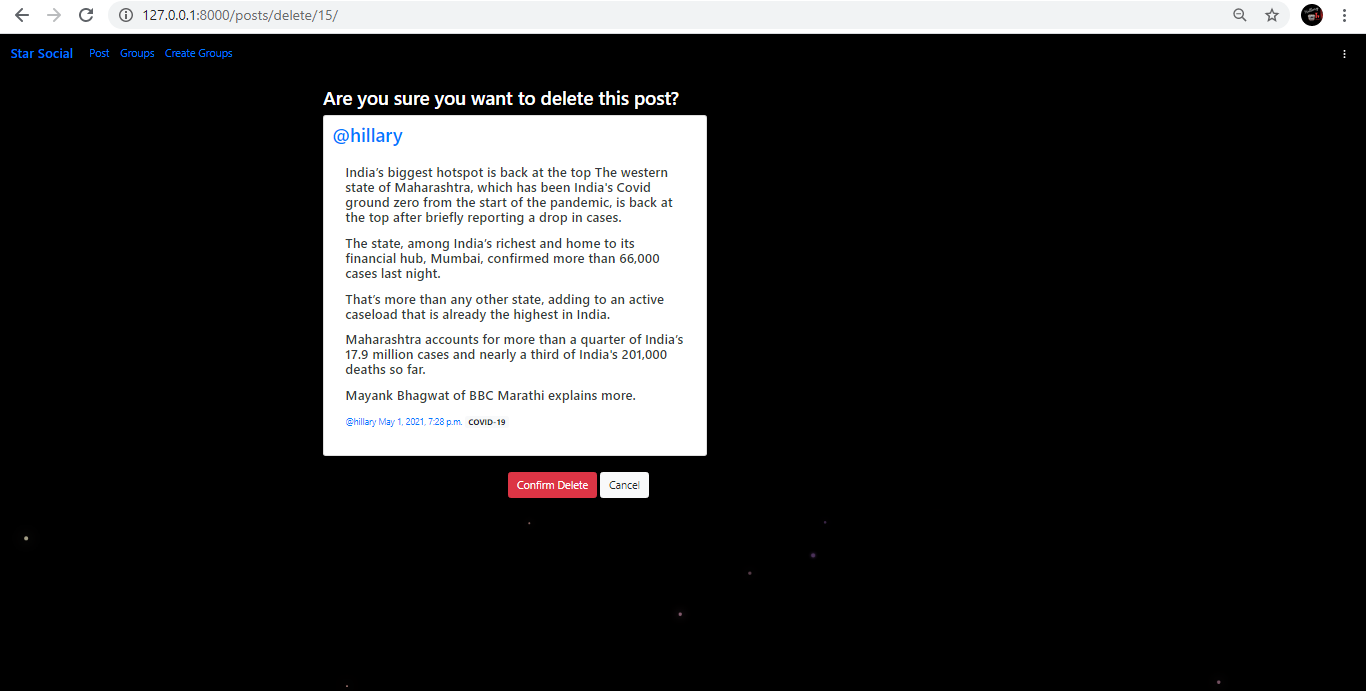 127.0.0.1:8000/posts/delete/15/
Star Social Post Groups Create Groups
Are you sure you want to delete this post?
@hillary
India’s biggest hotspot is back at the top The western
state of Maharashtra, which has been India's Covid
ground zero from the start of the pandemic, is back at
the top after briefly reporting a drop in cases.
The state, among India’s richest and home to its
financial hub, Mumbai, confirmed more than 66,000
cases last night.
That’s more than any other state, adding to an active
caseload that is already the highest in India.
Maharashtra accounts for more than a quarter of India’s
17.9 million cases and nearly a third of India's 201,000
deaths so far.
Mayank Bhagwat of BBC Marathi explains more.
@hillary May 1, 2021, 7:28 p.m. COVID-19
Confirm Delete Cancel